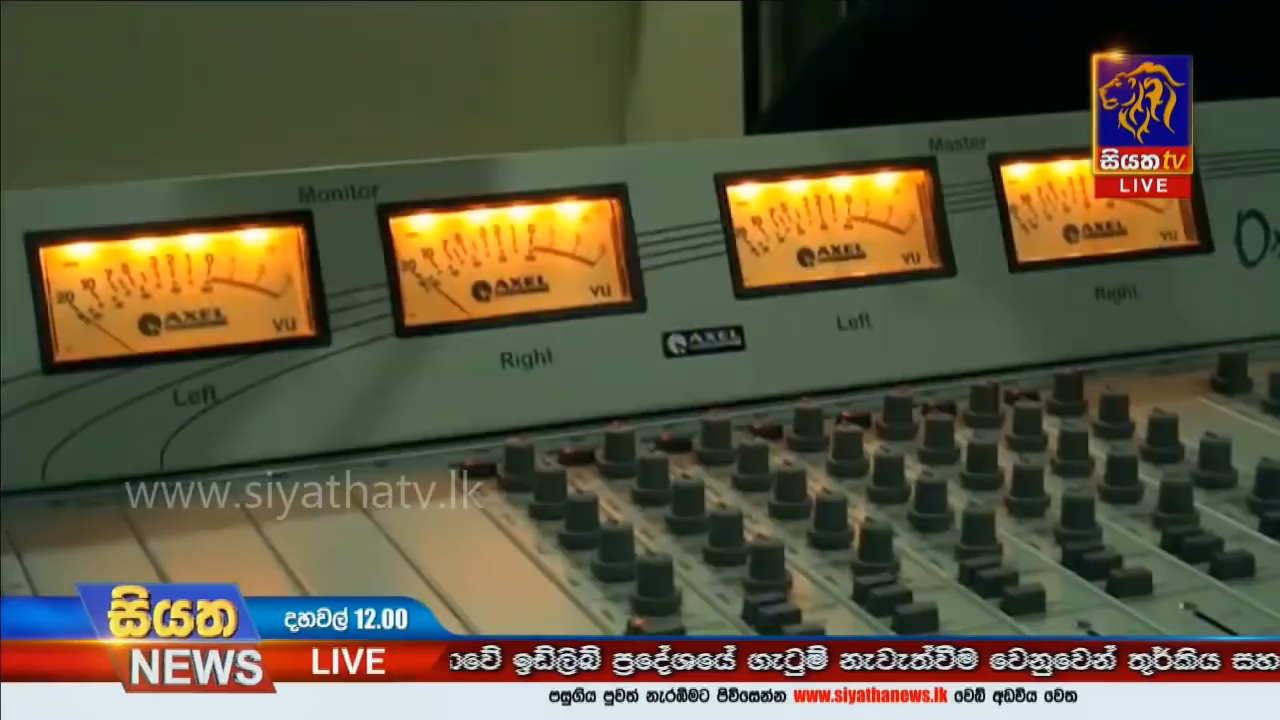 සියත tv
LIVE
Monitor
Master
20 10
AXEL
VU
AXEL
VU
AXEL
VU
AXEL
VU
Left
Right
AXEL
Left
Right
www.siyathatv.lk
සියත
NEWS
දහවල් 12.00
LIVE
ඉඩ්ලිබ් ප්‍රදේශයේ ගැටුම් නැවැත්වීම වෙනුවෙන් තුර්කිය සහ
පසුගිය පුවත් නැරඹීමට පිවිසෙන්න www.siyathanews.lk වෙබ් අඩවිය වෙත